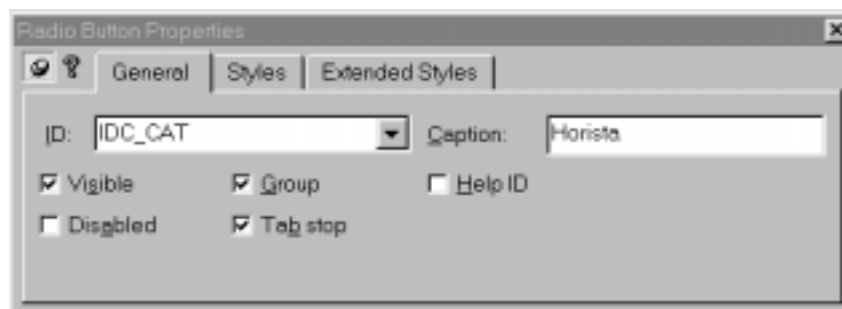 Radio Button Properties
General Styles Extended Styles
ID: IDC_CAT Caption: Horista
Visible Group Help ID
Disabled Tab stop